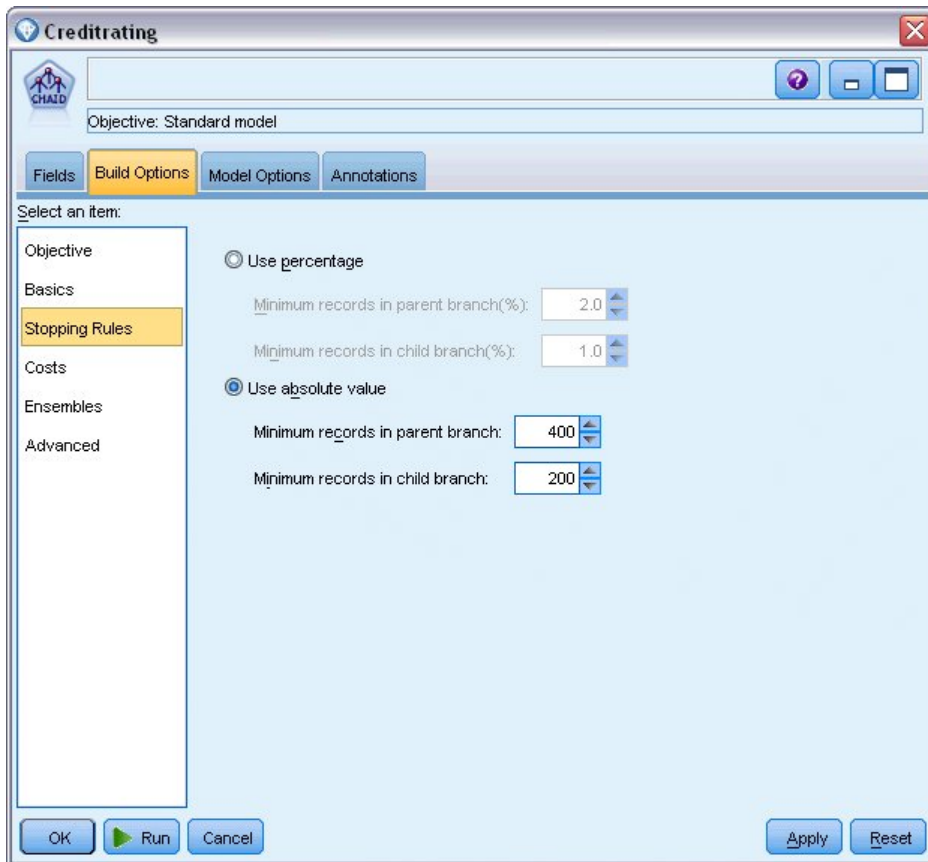 Creditrating
CHAID
Objective: Standard model
Fields Build Options Model Options Annotations
Select an item:
Objective
Basics
Stopping Rules
Costs
Ensembles
Advanced
Use percentage
Minimum records in parent branch(%): 2.0
Minimum records in child branch(%): 1.0
Use absolute value
Minimum records in parent branch: 400
Minimum records in child branch: 200
OK Run Cancel Apply Reset